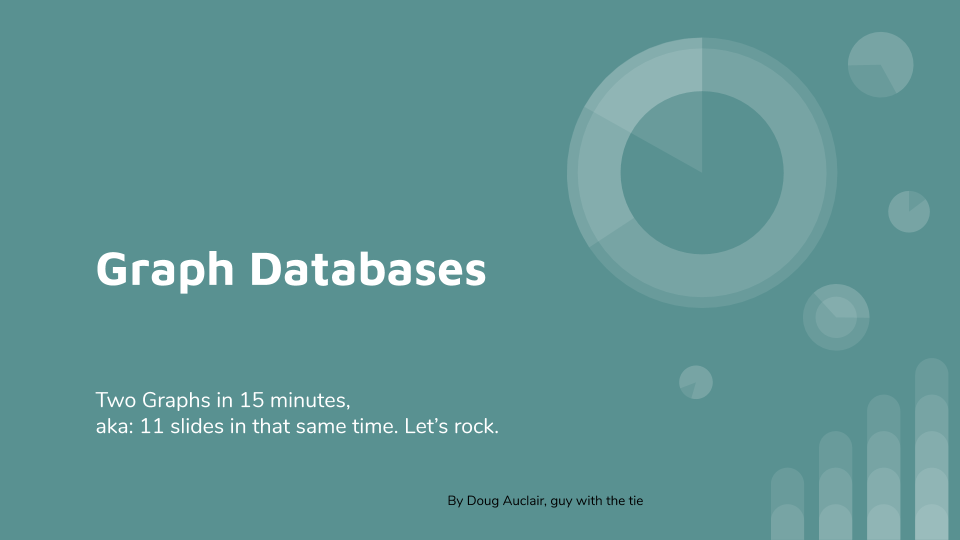 Graph Databases
Two Graphs in 15 minutes,
aka: 11 slides in that same time. Let’s rock.
By Doug Auclair, guy with the tie